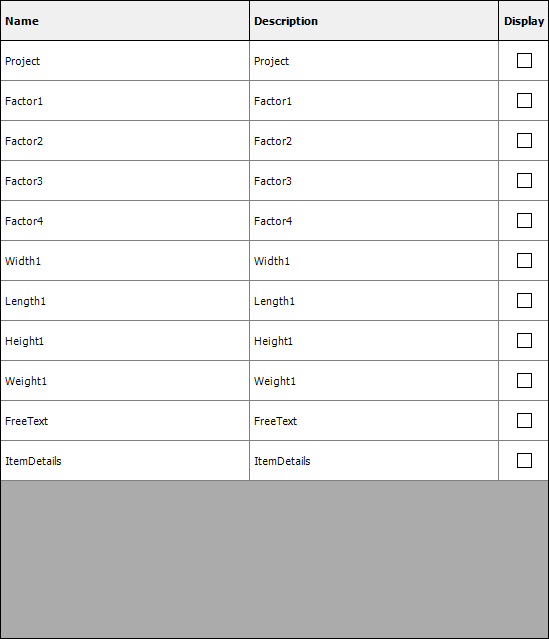 Name Description Display
Project Project
Factor1 Factor1
Factor2 Factor2
Factor3 Factor3
Factor4 Factor4
Width1 Width1
Length1 Length1
Height1 Height1
Weight1 Weight1
FreeText FreeText
ItemDetails ItemDetails